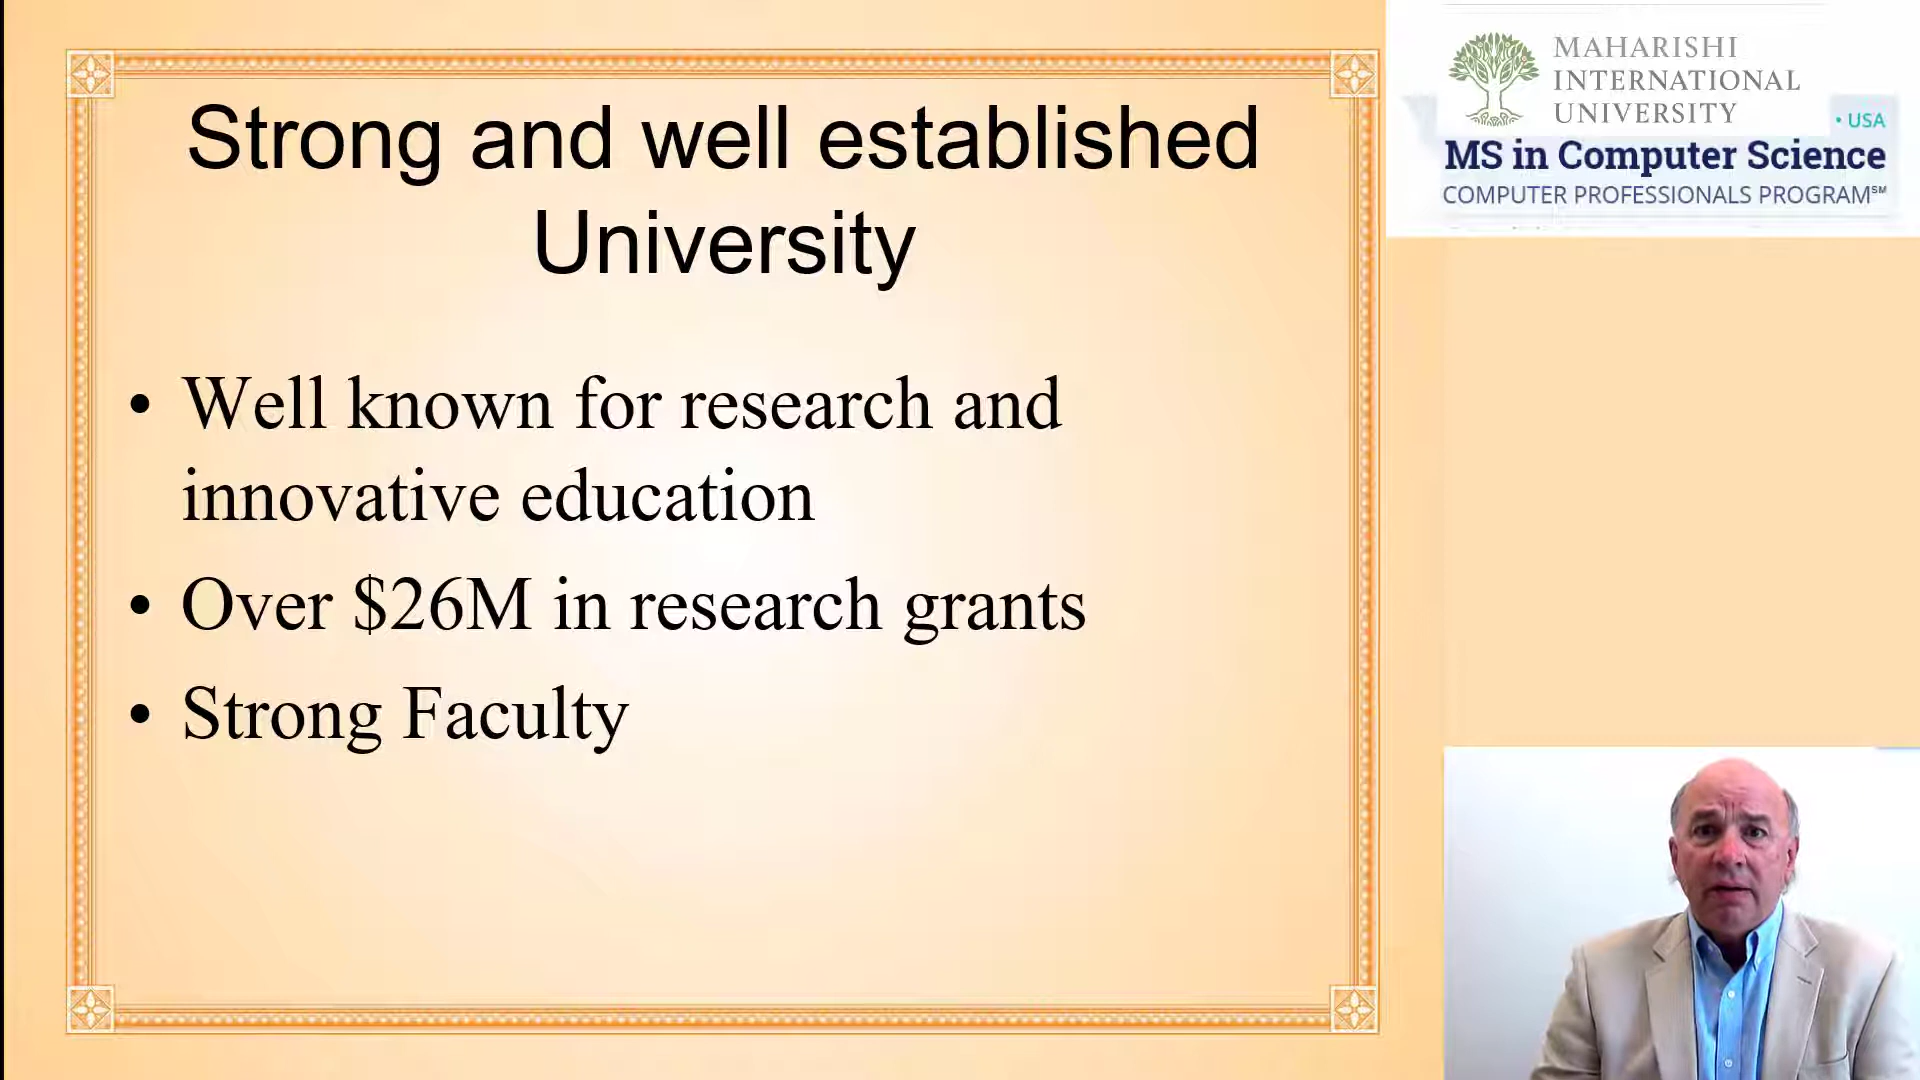 Strong and well established
University
• Well known for research and
innovative education
• Over $26M in research grants
• Strong Faculty
MAHARISHI
INTERNATIONAL
UNIVERSITY
• USA
MS in Computer Science
COMPUTER PROFESSIONALS PROGRAM℠